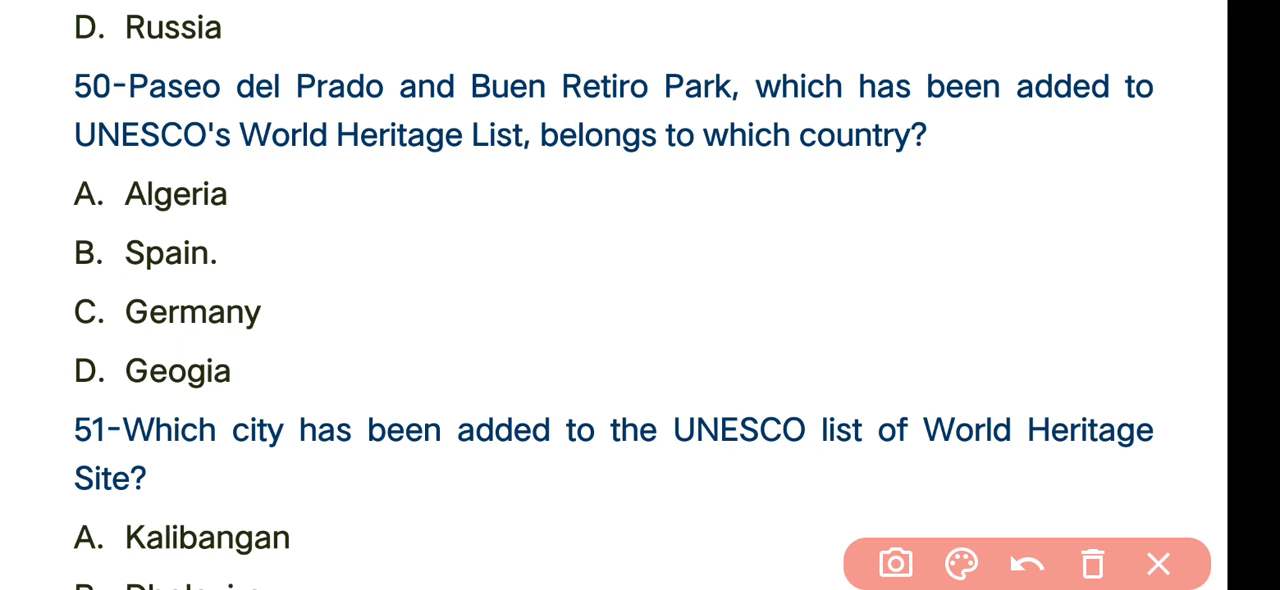 D. Russia
50-Paseo del Prado and Buen Retiro Park, which has been added to
UNESCO's World Heritage List, belongs to which country?
A. Algeria
B. Spain.
C. Germany
D. Geogia
51-Which city has been added to the UNESCO list of World Heritage
Site?
A. Kalibangan